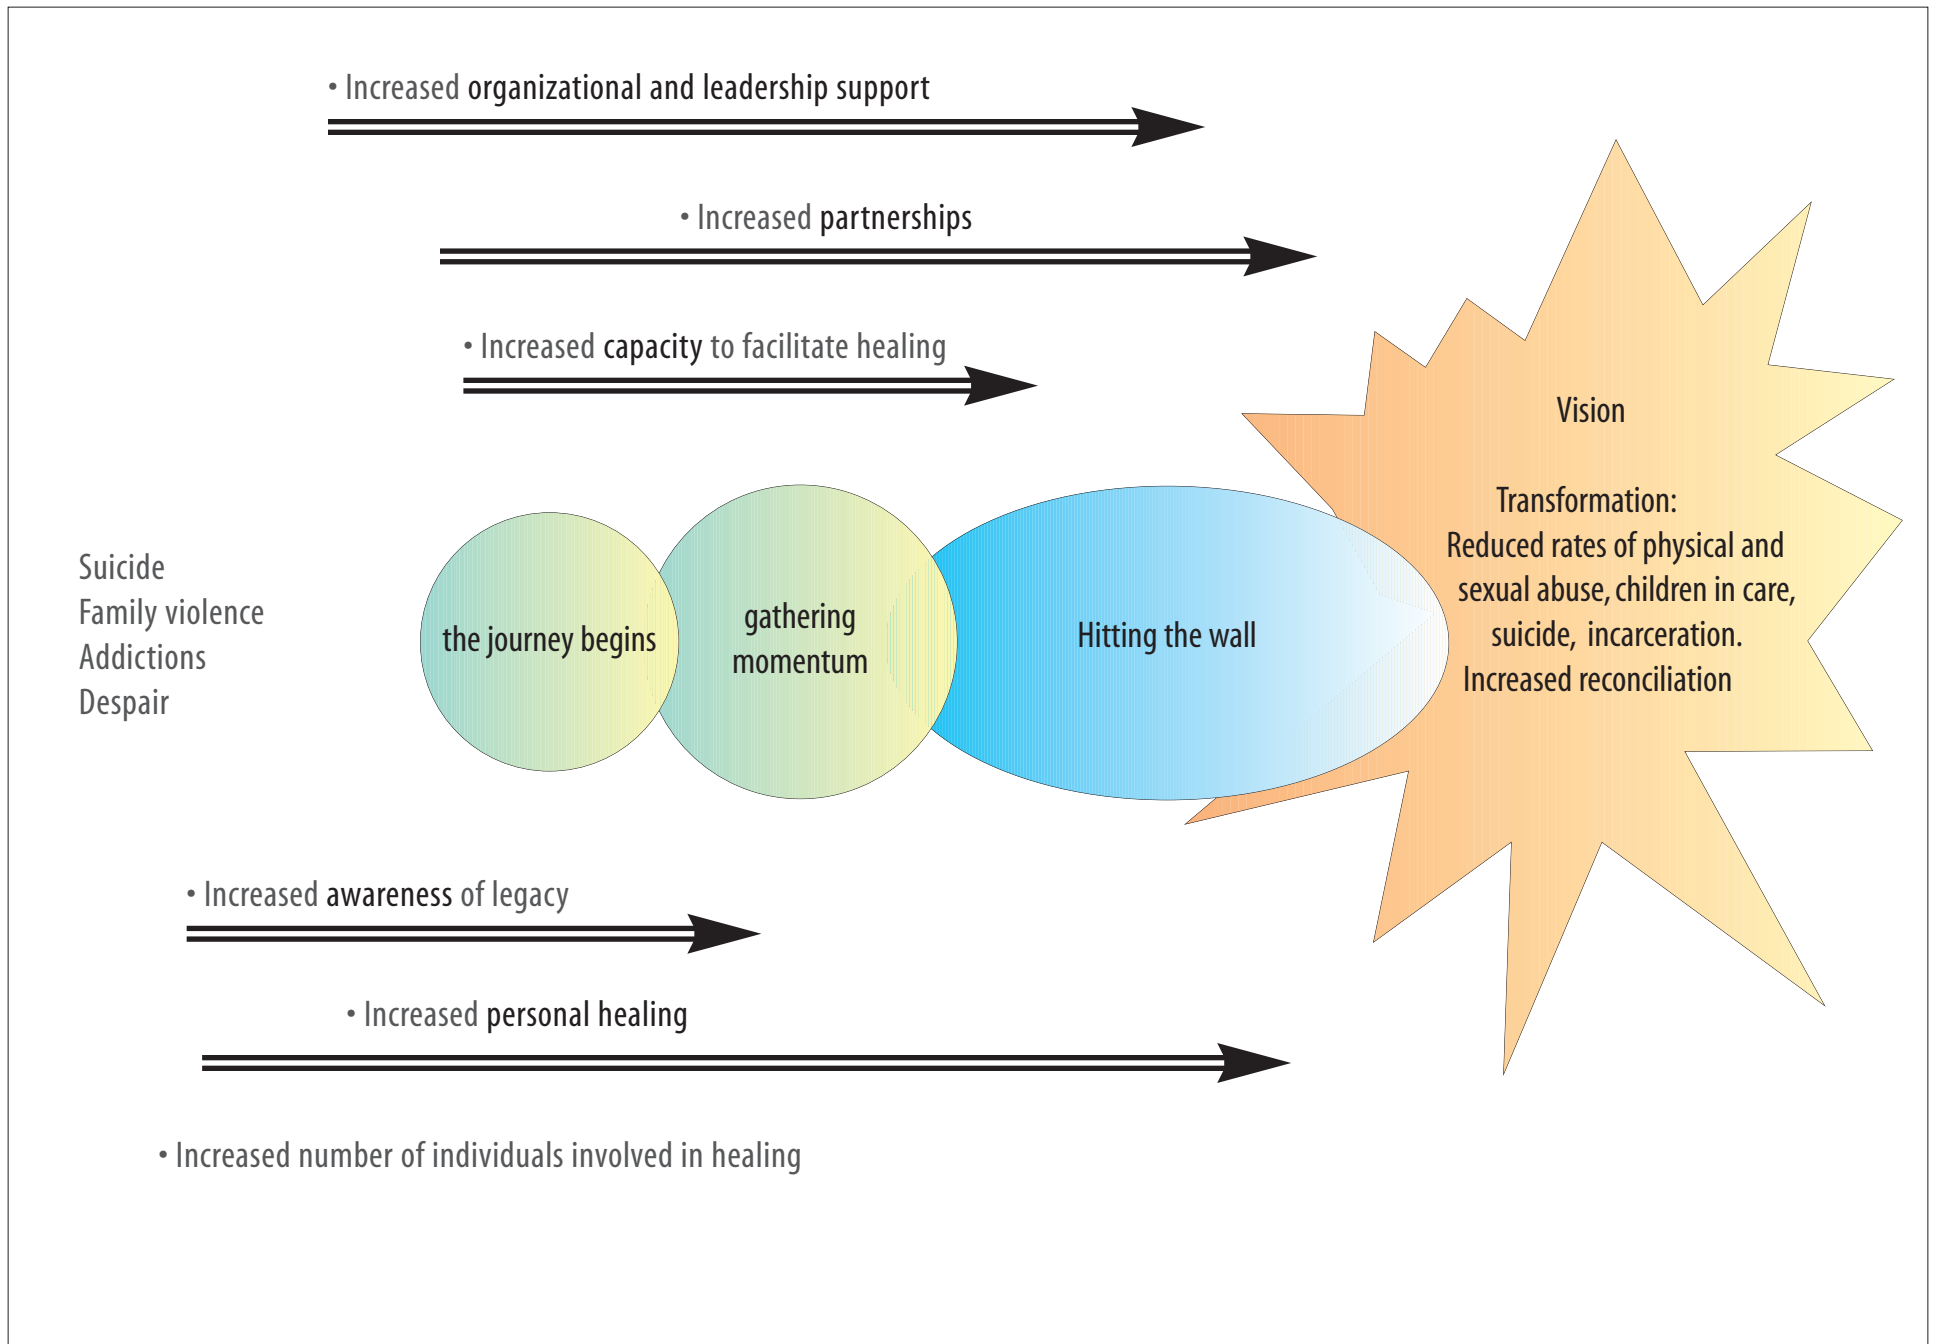 • Increased organizational and leadership support
• Increased partnerships
• Increased capacity to facilitate healing
Suicide
Family violence
Addictions
Despair
the journey begins
gathering
momentum
Hitting the wall
Vision
Transformation:
Reduced rates of physical and
sexual abuse, children in care,
suicide, incarceration.
Increased reconciliation
• Increased awareness of legacy
• Increased personal healing
• Increased number of individuals involved in healing